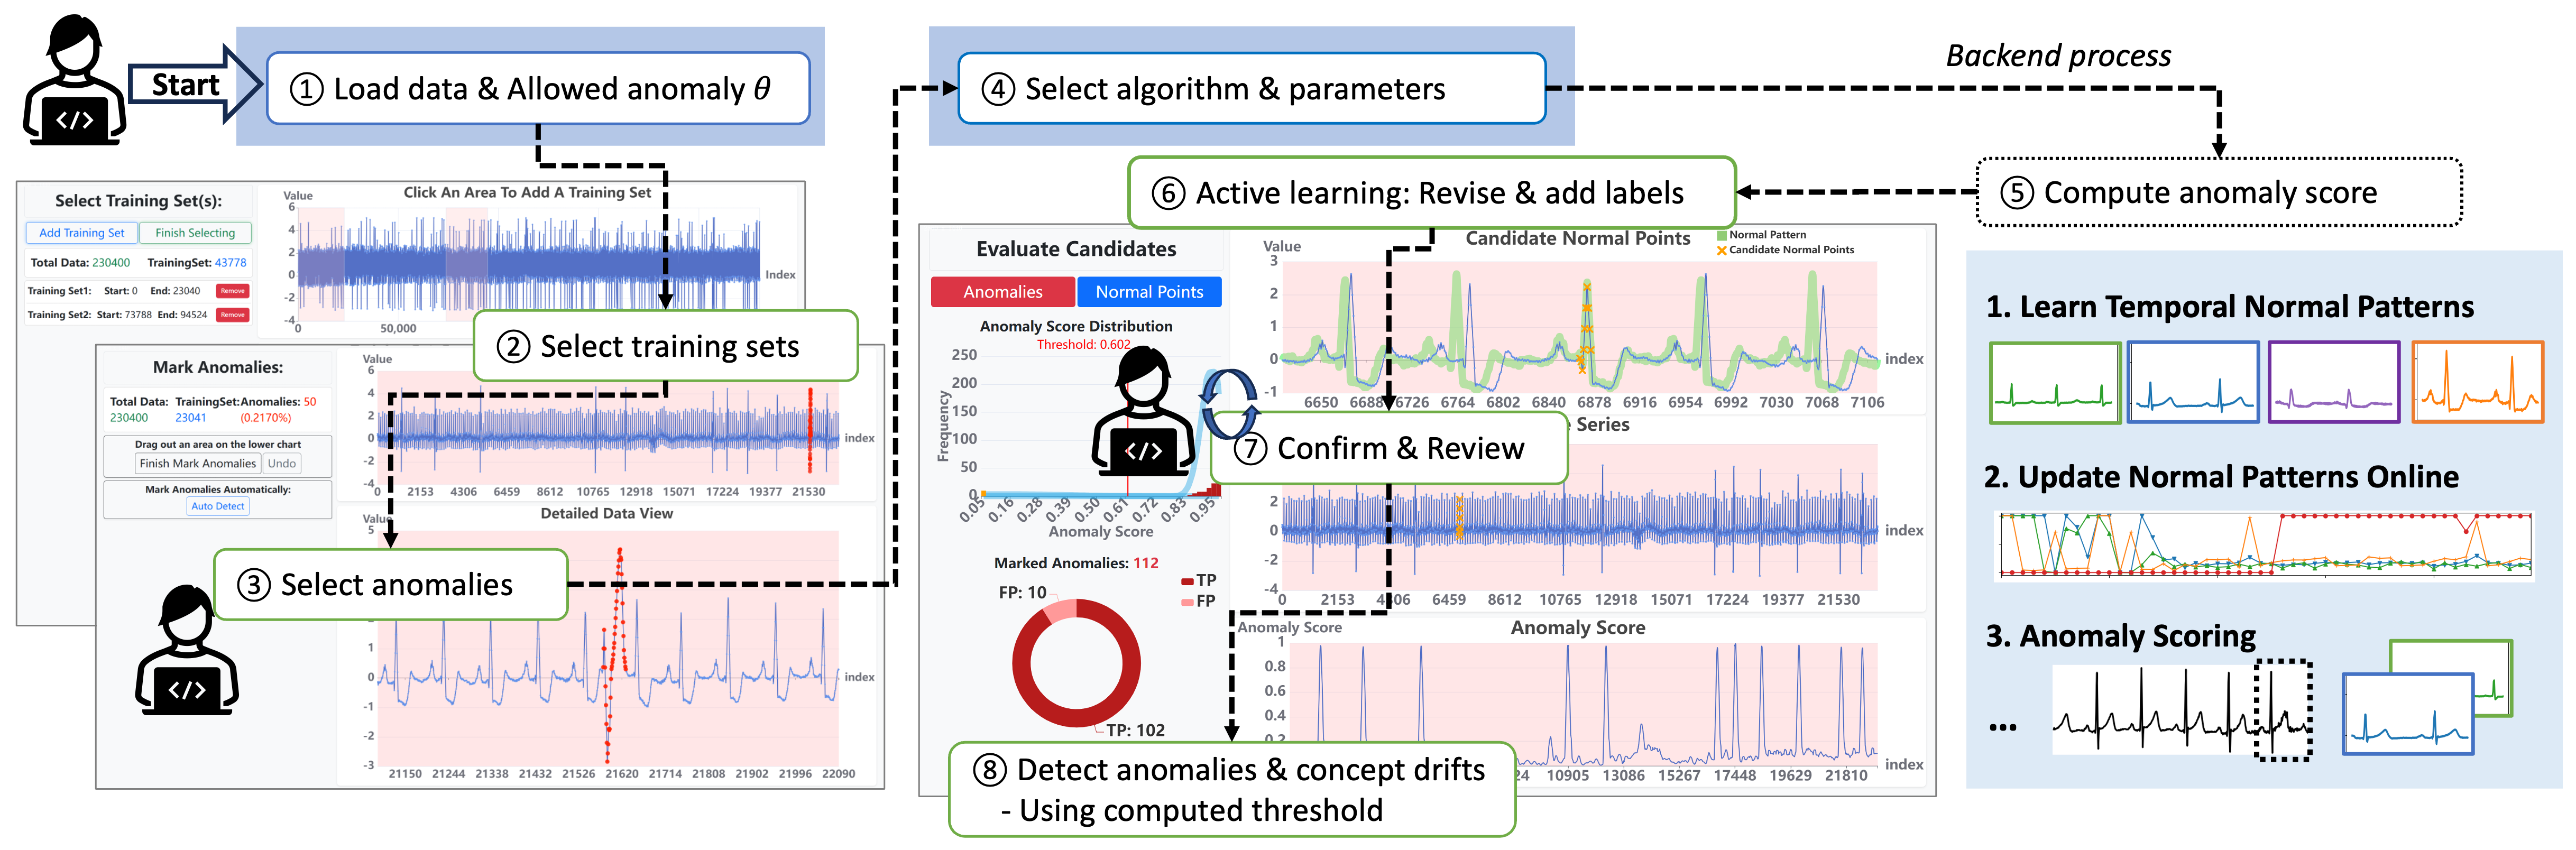 Start
① Load data & Allowed anomaly θ
④ Select algorithm & parameters
Backend process
⑤ Compute anomaly score
⑥ Active learning: Revise & add labels
Select Training Set(s):
Add Training Set
Finish Selecting
Total Data: 230400
TrainingSet: 43778
Training Set1: Start: 0 End: 23040
Remove
Training Set2: Start: 73788 End: 94524
Remove
Click An Area To Add A Training Set
Value
6
4
2
0
-2
-4
0
50,000
Index
② Select training sets
Mark Anomalies:
Total Data: TrainingSet: Anomalies: 50
230400 23041 (0.2170%)
Drag out an area on the lower chart
Finish Mark Anomalies
Undo
Mark Anomalies Automatically:
Auto Detect
Value
6
4
2
0
-2
-4
0 2153 4306 6459 8612 10765 12918 15071 17224 19377 21530
index
Detailed Data View
Value
5
2
1
0
-1
-2
-3
21150 21244 21338 21432 21526 21620 21714 21808 21902 21996 22090
index
③ Select anomalies
Evaluate Candidates
Anomalies
Normal Points
Anomaly Score Distribution
Threshold: 0.602
250
200
150
100
50
0
Frequency
0.05 0.16 0.28 0.39 0.50 0.61 0.72 0.83 0.95
Anomaly Score
Marked Anomalies: 112
TP
FP
FP: 10
TP: 102
Candidate Normal Points
Normal Pattern
Candidate Normal Points
Value
3
2
1
0
-1
6650 6688 6726 6764 6802 6840 6878 6916 6954 6992 7030 7068 7106
index
⑦ Confirm & Review
Series
2
0
-2
-4
0 2153 4306 6459 8612 10765 12918 15071 17224 19377 21530
index
Anomaly Score
Anomaly Score
1
0.8
0.6
0.4
0.2
24 10905 13086 15267 17448 19629 21810
index
⑧ Detect anomalies & concept drifts
- Using computed threshold
1. Learn Temporal Normal Patterns
2. Update Normal Patterns Online
3. Anomaly Scoring
...